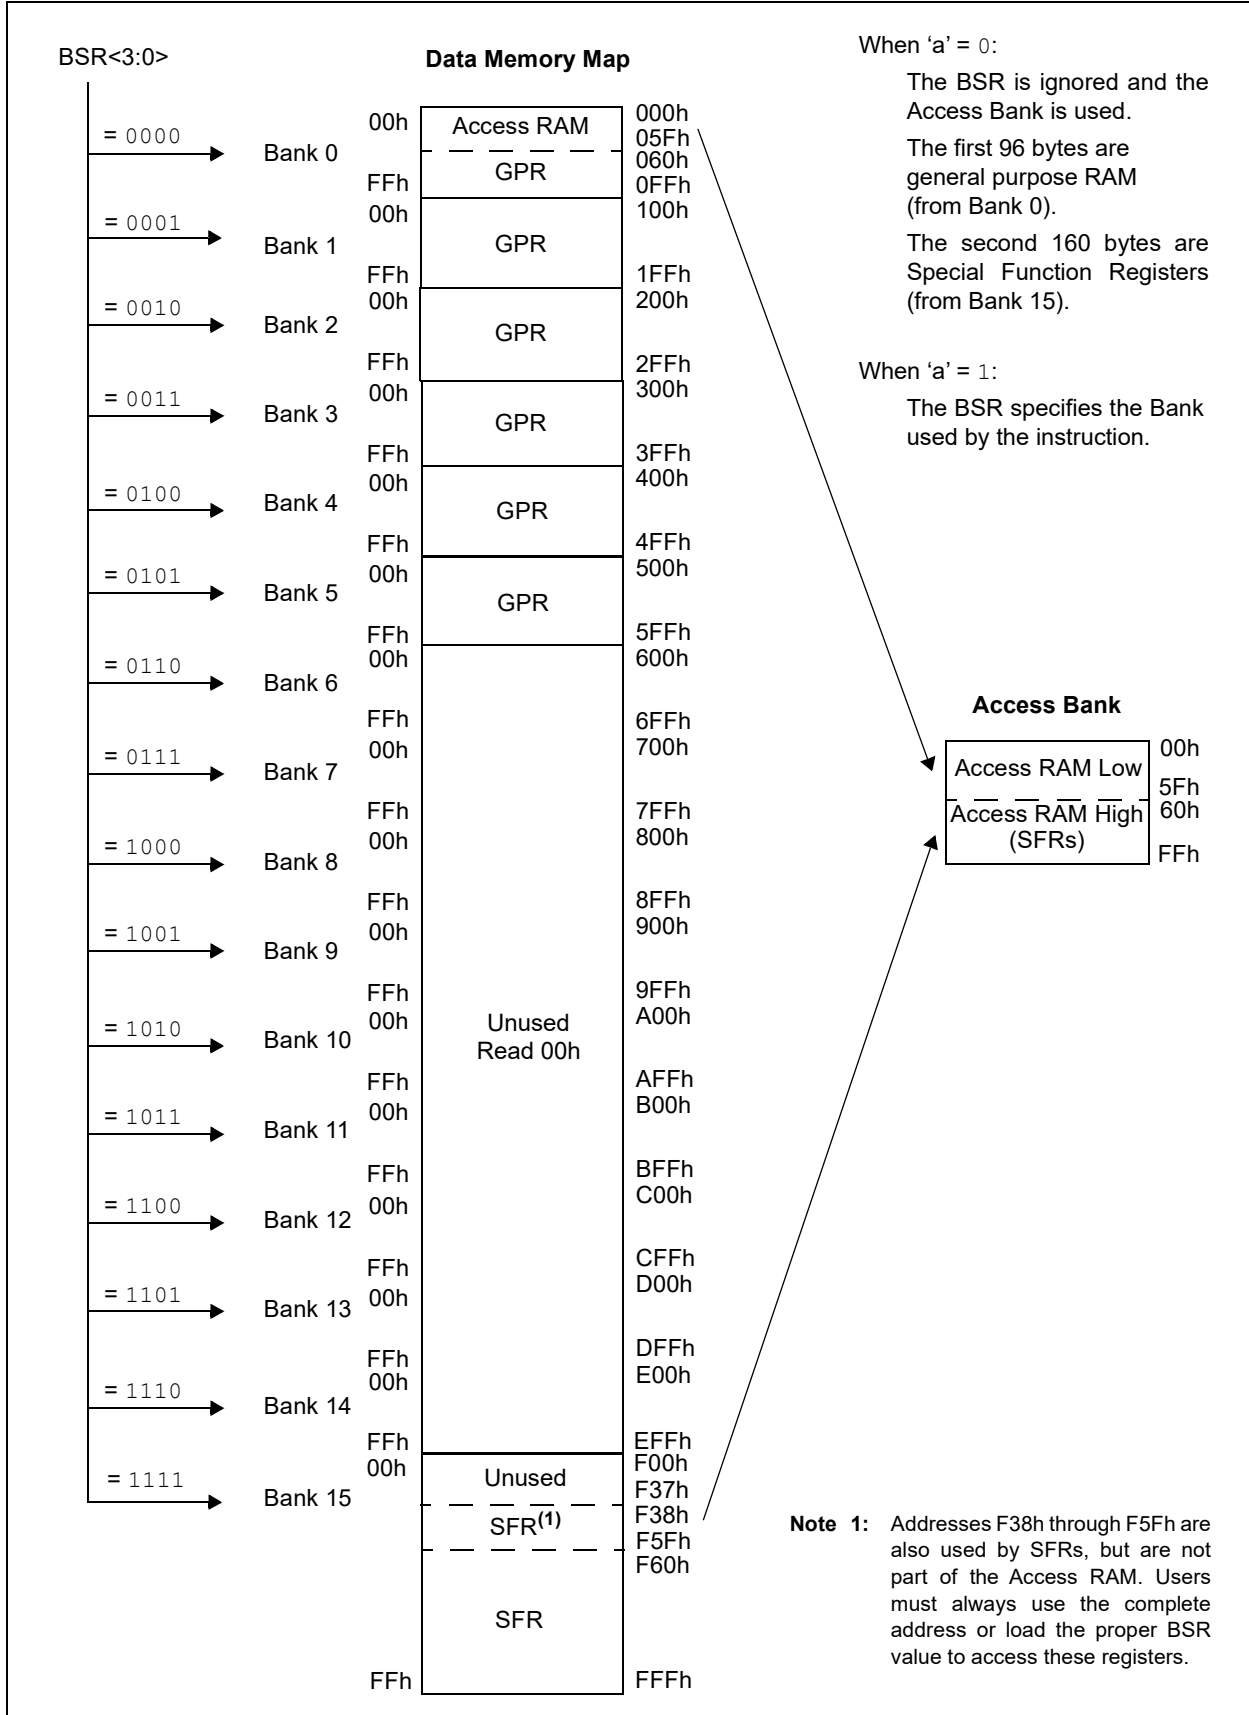 BSR<3:0>
Data Memory Map
When ‘a’ = 0:
The BSR is ignored and the
Access Bank is used.
The first 96 bytes are
general purpose RAM
(from Bank 0).
The second 160 bytes are
Special Function Registers
(from Bank 15).
When ‘a’ = 1:
The BSR specifies the Bank
used by the instruction.
= 0000
Bank 0
00h
Access RAM
000h
05Fh
060h
GPR
FFh
0FFh
= 0001
Bank 1
00h
100h
GPR
FFh
1FFh
= 0010
Bank 2
00h
200h
GPR
FFh
2FFh
= 0011
Bank 3
00h
300h
GPR
FFh
3FFh
= 0100
Bank 4
00h
400h
GPR
FFh
4FFh
= 0101
Bank 5
00h
500h
GPR
FFh
5FFh
= 0110
Bank 6
00h
600h
FFh
6FFh
= 0111
Bank 7
00h
700h
FFh
7FFh
= 1000
Bank 8
00h
800h
FFh
8FFh
= 1001
Bank 9
00h
900h
FFh
9FFh
= 1010
Bank 10
00h
A00h
Unused
Read 00h
FFh
AFFh
= 1011
Bank 11
00h
B00h
FFh
BFFh
= 1100
Bank 12
00h
C00h
FFh
CFFh
= 1101
Bank 13
00h
D00h
FFh
DFFh
= 1110
Bank 14
00h
E00h
FFh
EFFh
= 1111
Bank 15
00h
F00h
Unused
F37h
F38h
SFR(1)
F5Fh
F60h
SFR
FFh
FFFh
Access Bank
Access RAM Low
00h
5Fh
Access RAM High
60h
(SFRs)
FFh
Note 1: Addresses F38h through F5Fh are
also used by SFRs, but are not
part of the Access RAM. Users
must always use the complete
address or load the proper BSR
value to access these registers.